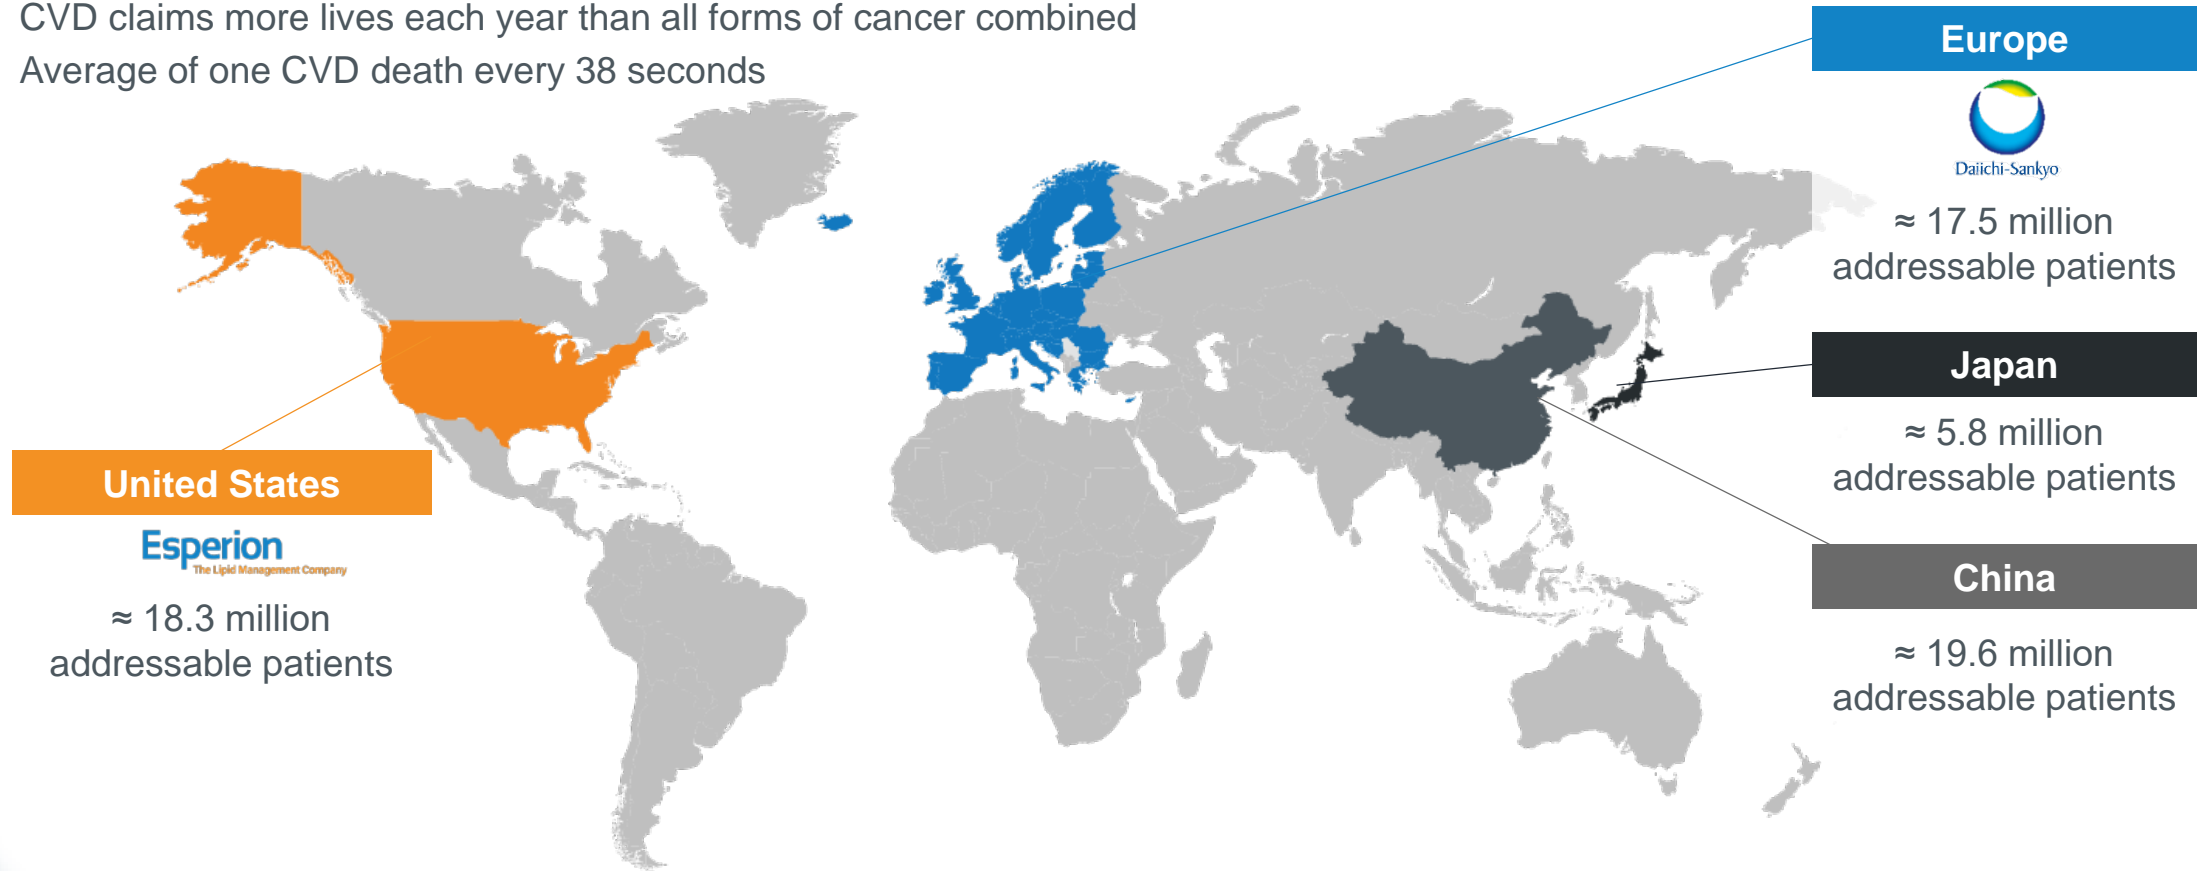 CVD claims more lives each year than all forms of cancer combined
Average of one CVD death every 38 seconds
Europe
Daiichi-Sankyo
≈ 17.5 million
addressable patients
Japan
≈ 5.8 million
addressable patients
United States
Esperion
The Lipid Management Company
≈ 18.3 million
addressable patients
China
≈ 19.6 million
addressable patients